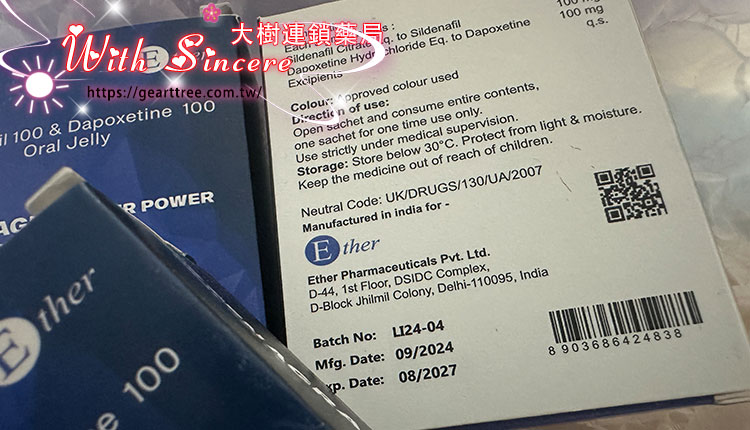 大樹連鎖藥局
With Sincere
https://gearttree.com.tw/
100 & Dapoxetine 100
Oral Jelly
POWER
Ether
100
100 mg
Sildenafil Citrate Eq. to Sildenafil
100 mg
Dapoxetine Hydrochloride Eq. to Dapoxetine
q.s.
Excipients
Colour: Approved colour used
Direction of use:
Open sachet and consume entire contents,
one sachet for one time use only.
Use strictly under medical supervision.
Storage: Store below 30°C. Protect from light & moisture.
Keep the medicine out of reach of children.
Neutral Code: UK/DRUGS/130/UA/2007
Manufactured in india for -
Ether
Ether Pharmaceuticals Pvt. Ltd.
D-44, 1st Floor, DSIDC Complex,
D-Block Jhilmil Colony, Delhi-110095, India
Batch No: LI24-04
Mfg. Date: 09/2024
Exp. Date: 08/2027
8 903686 424838